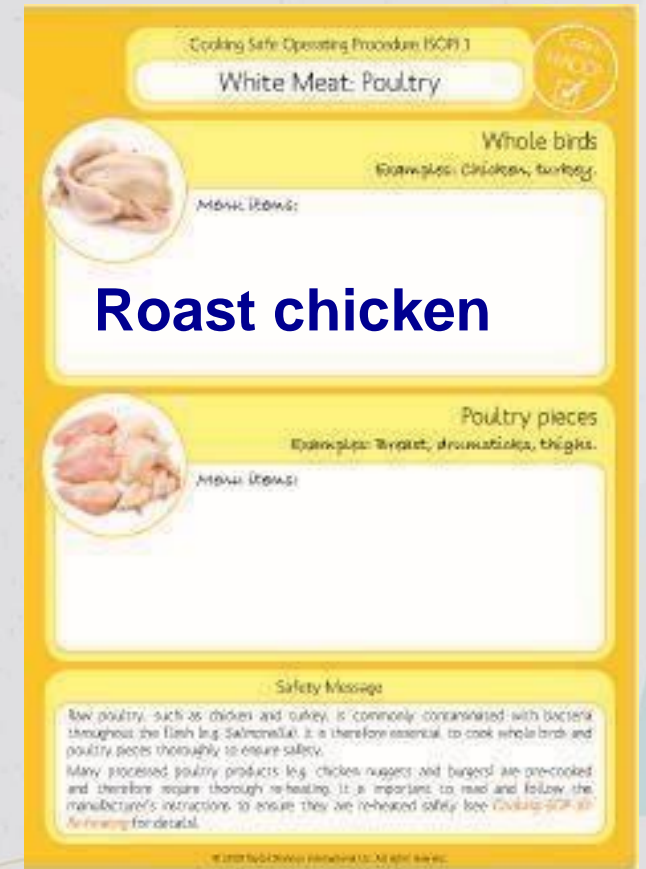 Cooking Safe Operating Procedure (SOP) 1
White Meat: Poultry
HACCP
Whole birds
Examples: Chicken, turkey.
Menu items:
Roast chicken
Poultry pieces
Examples: Breast, drumsticks, thighs.
Menu items:
Safety Message
Raw poultry, such as chicken and turkey, is commonly contaminated with bacteria
throughout the flesh (e.g. Salmonella). It is therefore essential to cook whole birds and
poultry pieces thoroughly to ensure safety.
Many processed poultry products (e.g. chicken nuggets and burgers) are pre-cooked
and therefore require thorough re-heating. It is important to read and follow the
manufacturer's instructions to ensure they are re-heated safely (see Cooking SOP
Re-heating for details).